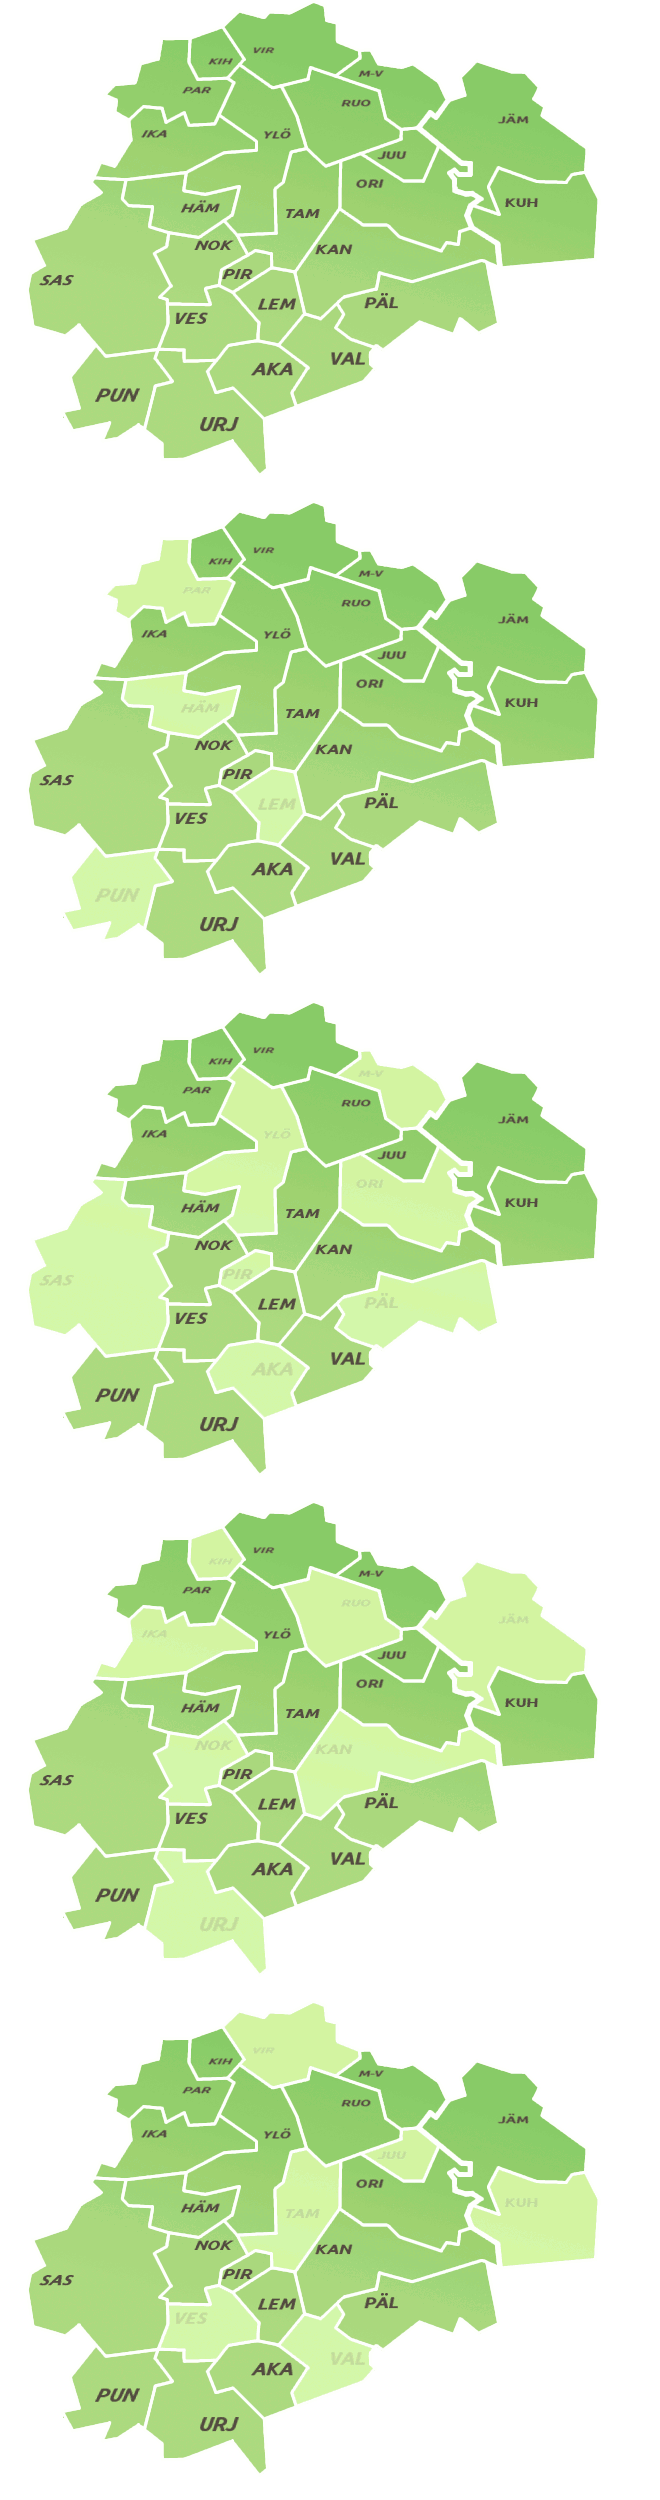 VIR
KIH
M-V
PAR
RUO
JÄM
IKA
YLÖ
JUU
ORI
KUH
HÄM
TAM
NOK
KAN
PIR
SAS
LEM
PÄL
VES
VAL
AKA
PUN
URJ
VIR
KIH
M-V
PAR
RUO
JÄM
IKA
YLÖ
JUU
ORI
KUH
HÄM
TAM
NOK
KAN
PIR
SAS
LEM
PÄL
VES
VAL
AKA
PUN
URJ
VIR
KIH
M-V
PAR
RUO
JÄM
IKA
YLÖ
JUU
ORI
KUH
HÄM
TAM
NOK
KAN
PIR
SAS
LEM
PÄL
VES
VAL
AKA
PUN
URJ
VIR
KIH
M-V
PAR
RUO
JÄM
IKA
YLÖ
JUU
ORI
KUH
HÄM
TAM
NOK
KAN
PIR
SAS
LEM
PÄL
VES
VAL
AKA
PUN
URJ
VIR
KIH
M-V
PAR
RUO
JÄM
IKA
YLÖ
JUU
ORI
KUH
HÄM
TAM
NOK
KAN
PIR
SAS
LEM
PÄL
VES
VAL
AKA
PUN
URJ